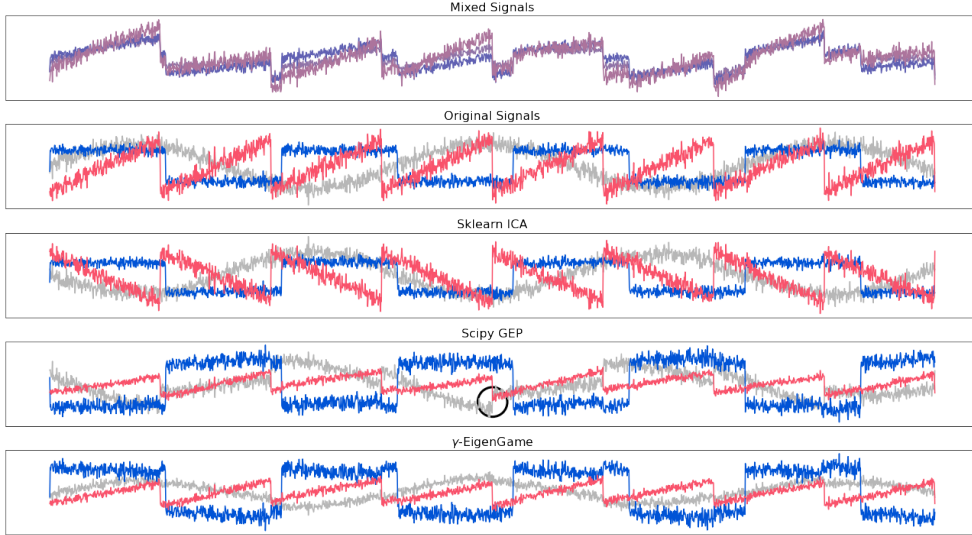 Mixed Signals
Original Signals
Sklearn ICA
Scipy GEP
γ-EigenGame